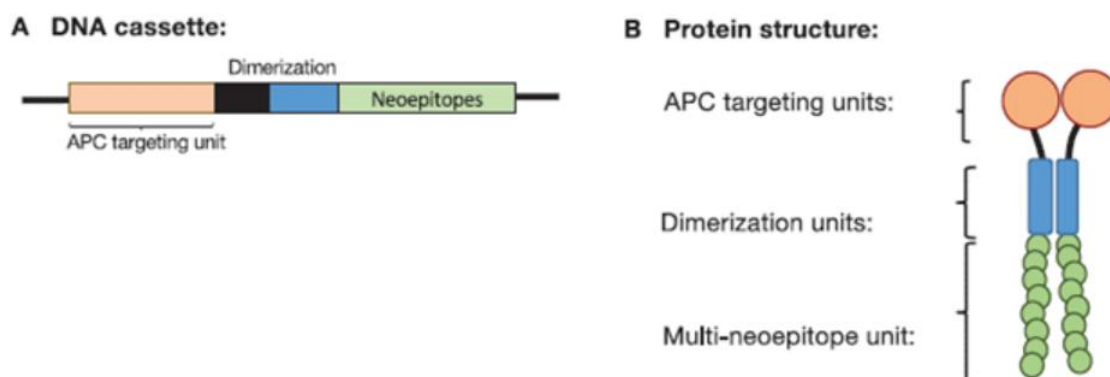 A DNA cassette:
Dimerization
Neoepitopes
APC targeting unit
B Protein structure:
APC targeting units:
Dimerization units:
Multi-neoepitope unit: